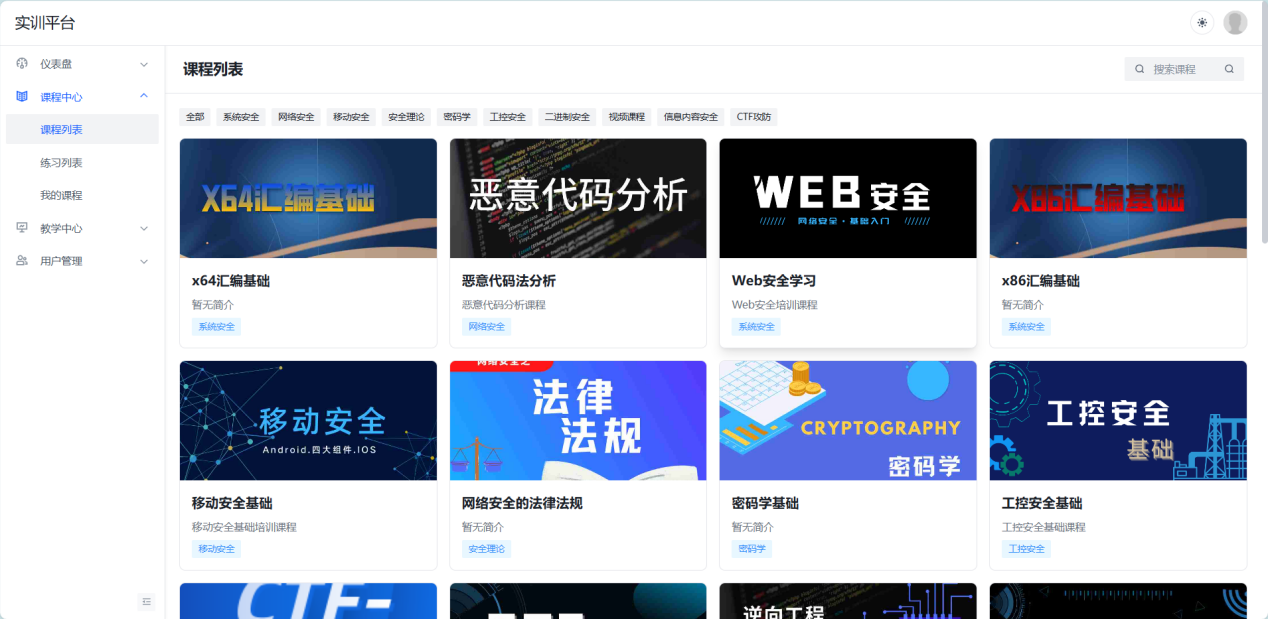 实训平台
仪表盘
课程中心
课程列表
练习列表
我的课程
教学中心
用户管理
课程列表
搜索课程
全部 系统安全 网络安全 移动安全 安全理论 密码学 工控安全 二进制安全 视频课程 信息内容安全 CTF攻防
X64汇编基础
x64汇编基础
暂无简介
系统安全
恶意代码分析
恶意代码法分析
恶意代码分析课程
网络安全
WEB安全
网络安全·基础入门
Web安全学习
Web安全培训课程
系统安全
X86汇编基础
x86汇编基础
暂无简介
系统安全
移动安全
Android.四大组件.IOS
移动安全基础
移动安全基础培训课程
移动安全
网络安全之
法律
法规
网络安全的法律法规
暂无简介
安全理论
CRYPTOGRAPHY
密码学
密码学基础
暂无简介
密码学
工控安全
基础
工控安全基础
工控安全基础课程
工控安全
CTF-
逆向工程